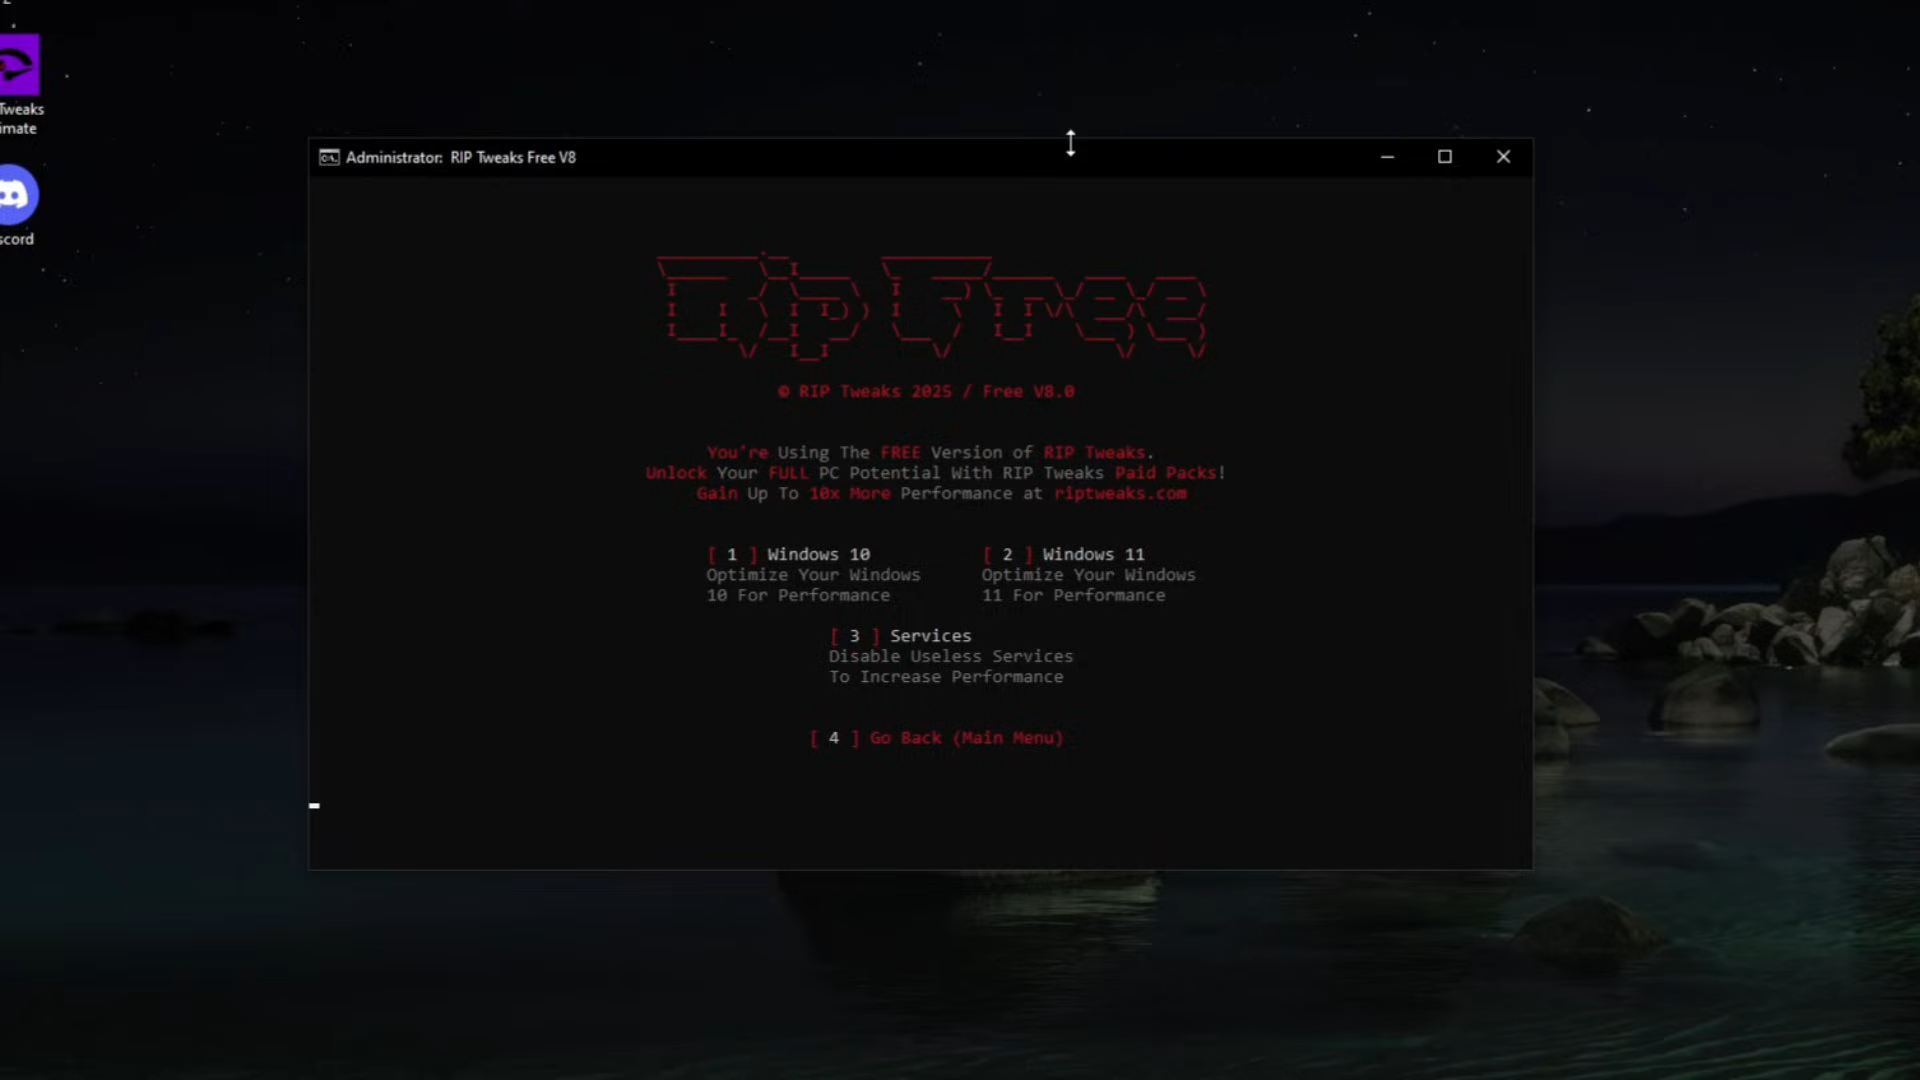 Tweaks
imate
scord
Administrator: RIP Tweaks Free V8
Rip Free
© RIP Tweaks 2025 / Free V8.0
You're Using The FREE Version of RIP Tweaks.
Unlock Your FULL PC Potential With RIP Tweaks Paid Packs!
Gain Up To 10x More Performance at riptweaks.com
[ 1 ] Windows 10
Optimize Your Windows
10 For Performance
[ 2 ] Windows 11
Optimize Your Windows
11 For Performance
[ 3 ] Services
Disable Useless Services
To Increase Performance
[ 4 ] Go Back (Main Menu)